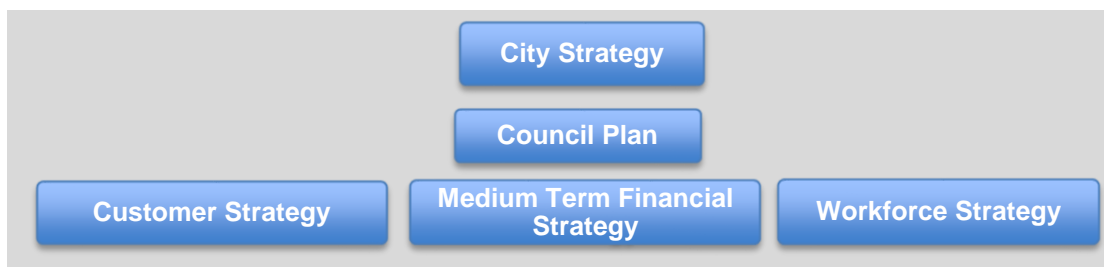 City Strategy
Council Plan
Customer Strategy
Medium Term Financial
Strategy
Workforce Strategy